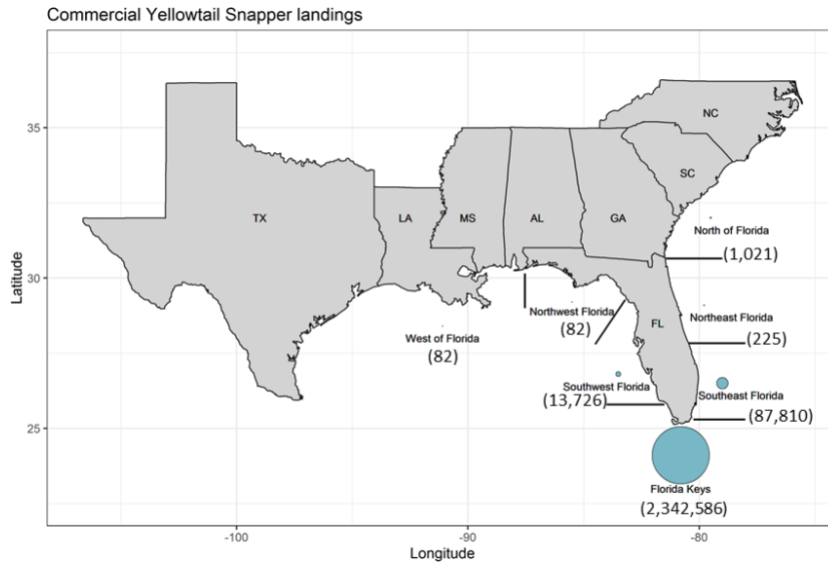 Commercial Yellowtail Snapper landings
NC
35
SC
TX
LA
MS
AL
GA
North of Florida
(1,021)
Latitude
30
Northwest Florida
(82)
Northeast Florida
FL
(225)
West of Florida
(82)
Southwest Florida
(13,726)
Southeast Florida
(87,810)
25
Florida Keys
(2,342,586)
-100
-90
-80
Longitude